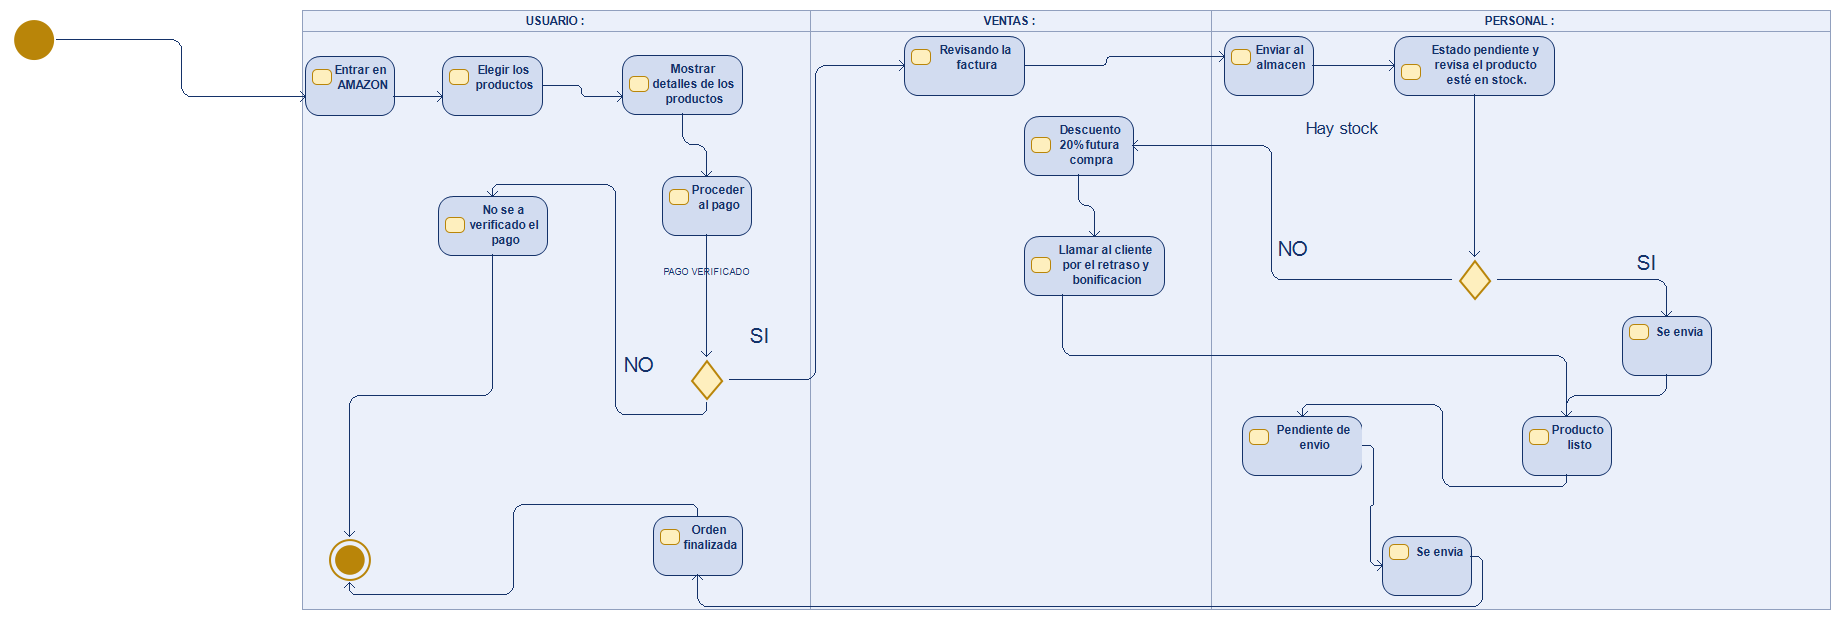 USUARIO :
VENTAS :
PERSONAL :
Entrar en
AMAZON
Elegir los
productos
Mostrar
detalles de los
productos
Revisando la
factura
Enviar al
almacen
Estado pendiente y
revisa el producto
esté en stock.
Hay stock
Descuento
20% futura
compra
Proceder
al pago
No se a
verificado el
pago
Llamar al cliente
por el retraso y
bonificacion
NO
SI
PAGO VERIFICADO
SI
NO
Se envia
Pendiente de
envio
Producto
listo
Orden
finalizada
Se envia